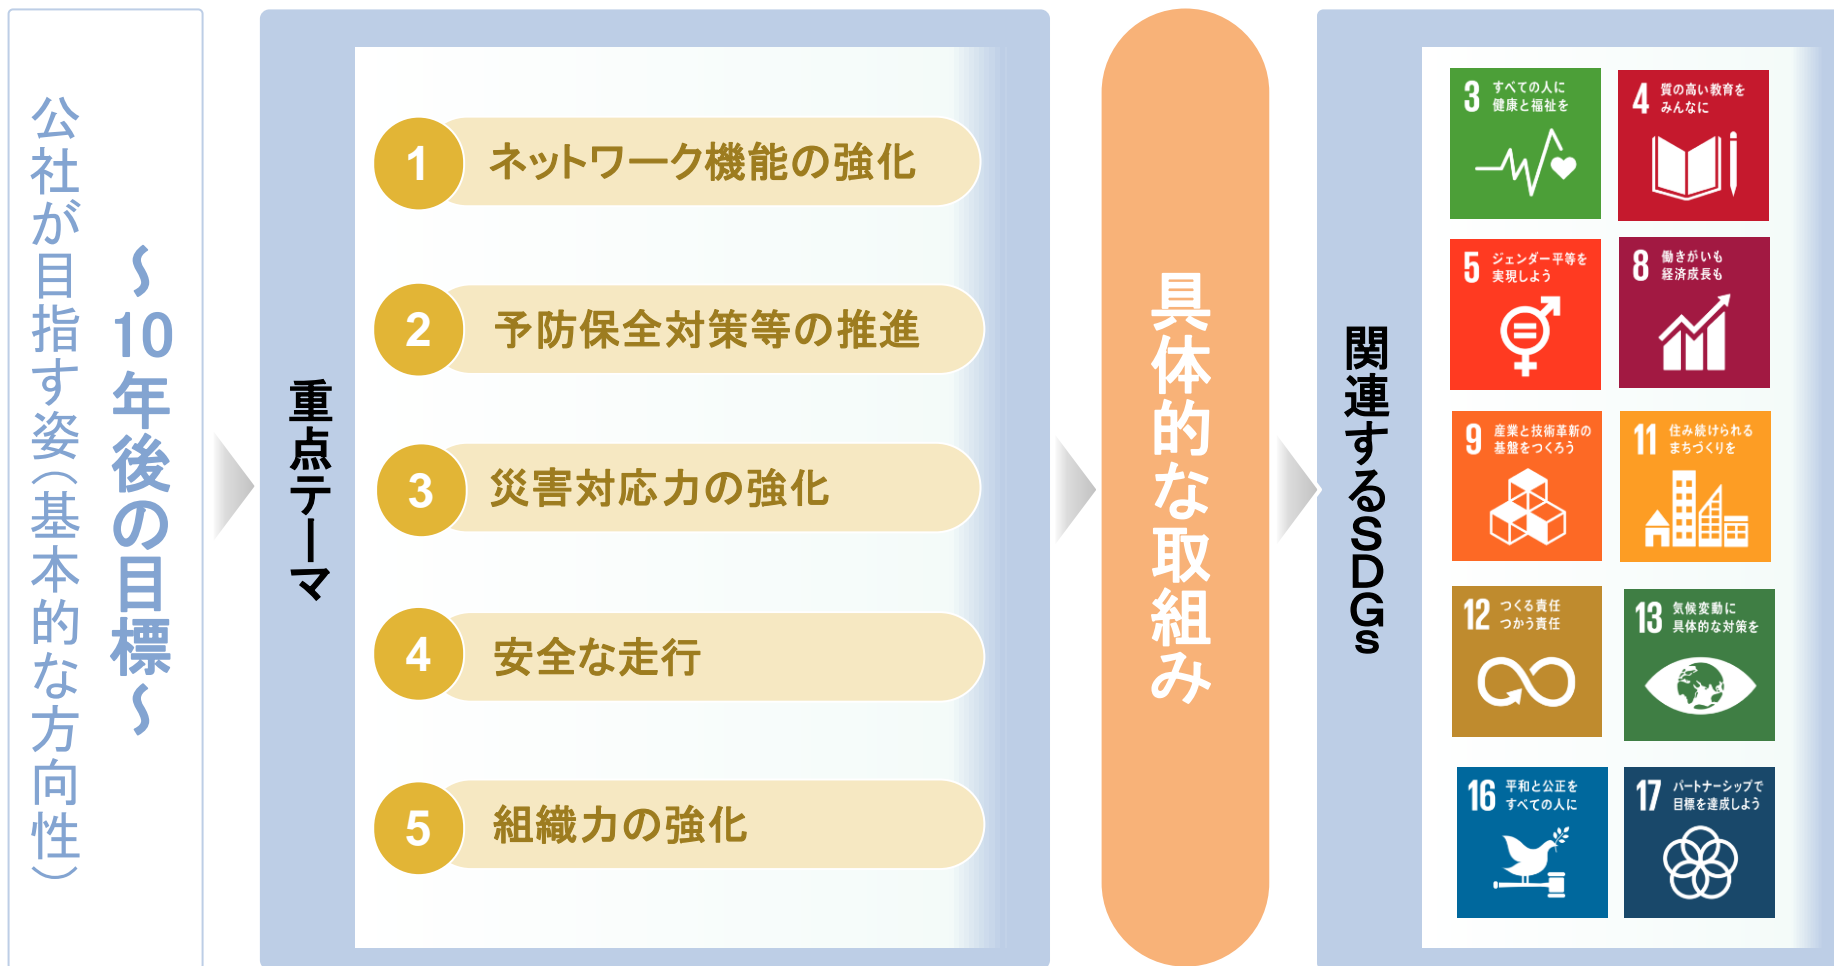 公社が目指す姿（基本的な方向性）
～10年後の目標～
重点テーマ
1 ネットワーク機能の強化
2 予防保全対策等の推進
3 災害対応力の強化
4 安全な走行
5 組織力の強化
具体的な取組み
関連するSDGs
3 すべての人に
健康と福祉を
4 質の高い教育を
みんなに
5 ジェンダー平等を
実現しよう
8 働きがいも
経済成長も
9 産業と技術革新の
基盤をつくろう
11 住み続けられる
まちづくりを
12 つくる責任
つかう責任
13 気候変動に
具体的な対策を
16 平和と公正を
すべての人に
17 パートナーシップで
目標を達成しよう